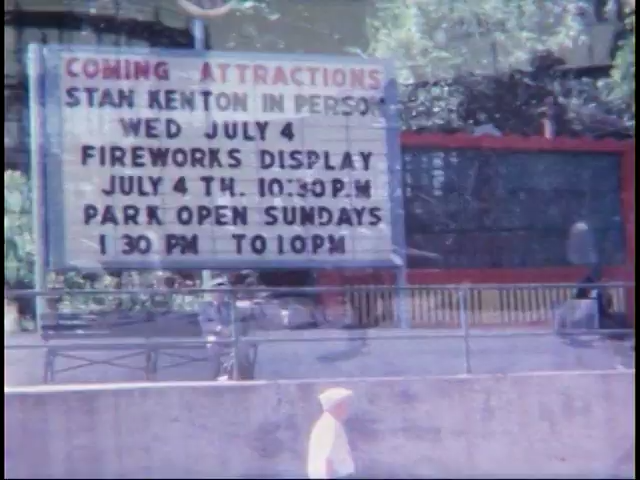 COMING ATTRACTIONS
STAN KENTON IN PERSON
WED JULY 4
FIREWORKS DISPLAY
JULY 4 TH. 10:30 P.M
PARK OPEN SUNDAYS
1 30 PM TO 10 PM